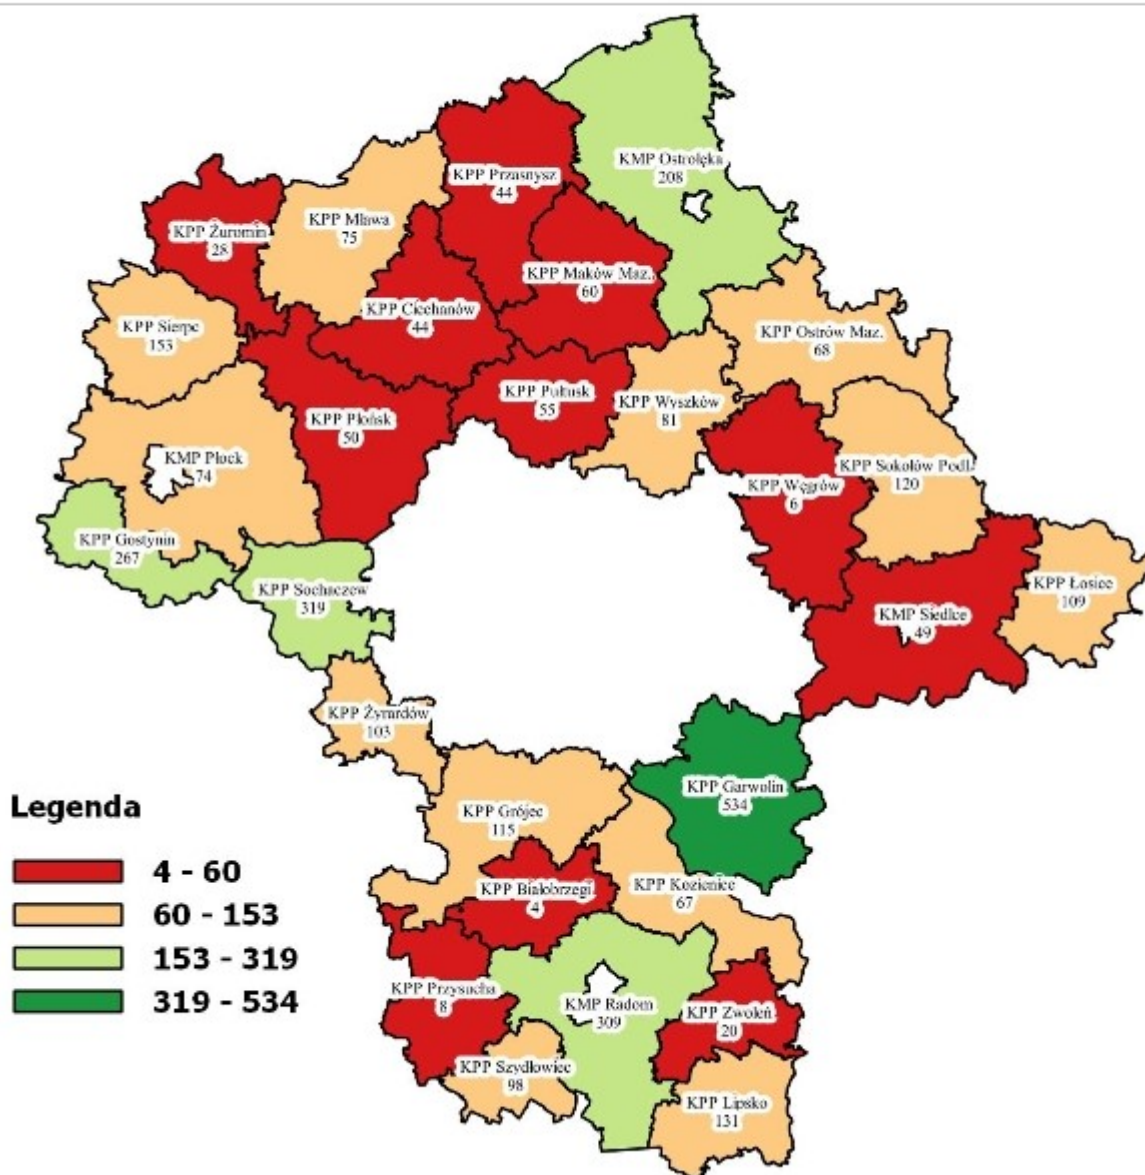 KMP Ostrołęka
208
KPP Przasnysz
44
KPP Mława
75
KPP Żuromin
28
KPP Maków Maz.
60
KPP Ciechanów
44
KPP Sierpc
153
KPP Ostrów Maz.
68
KPP Pułtusk
55
KPP Wyszków
81
KPP Płońsk
50
KMP Płock
74
KPP Sokołów Podl.
120
KPP Węgrów
6
KPP Gostynin
267
KPP Sochaczew
319
KPP Łosice
109
KMP Siedlce
49
KPP Żyrardów
103
KPP Garwolin
534
KPP Grójec
115
KPP Białobrzegi
4
KPP Kozienice
67
KPP Przysucha
8
KMP Radom
309
KPP Zwoleń
20
KPP Szydłowiec
98
KPP Lipsko
131
Legenda
4 - 60
60 - 153
153 - 319
319 - 534